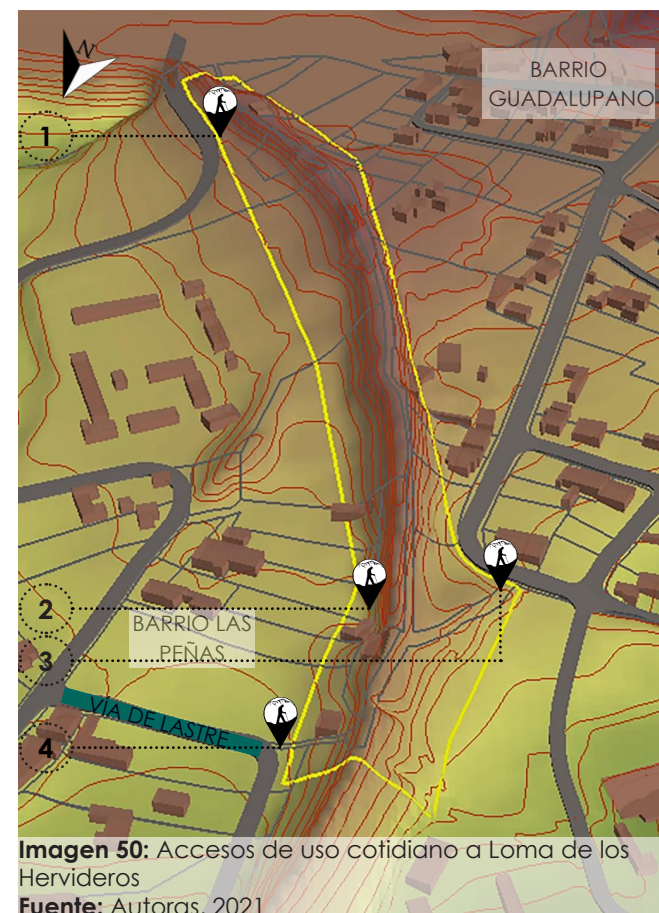 N
BARRIO
GUADALUPANO
1
2
BARRIO LAS
PEÑAS
3
VÍA DE LASTRE
4
Imagen 50: Accesos de uso cotidiano a Loma de los
Hervideros
Fuente: Autoras, 2021